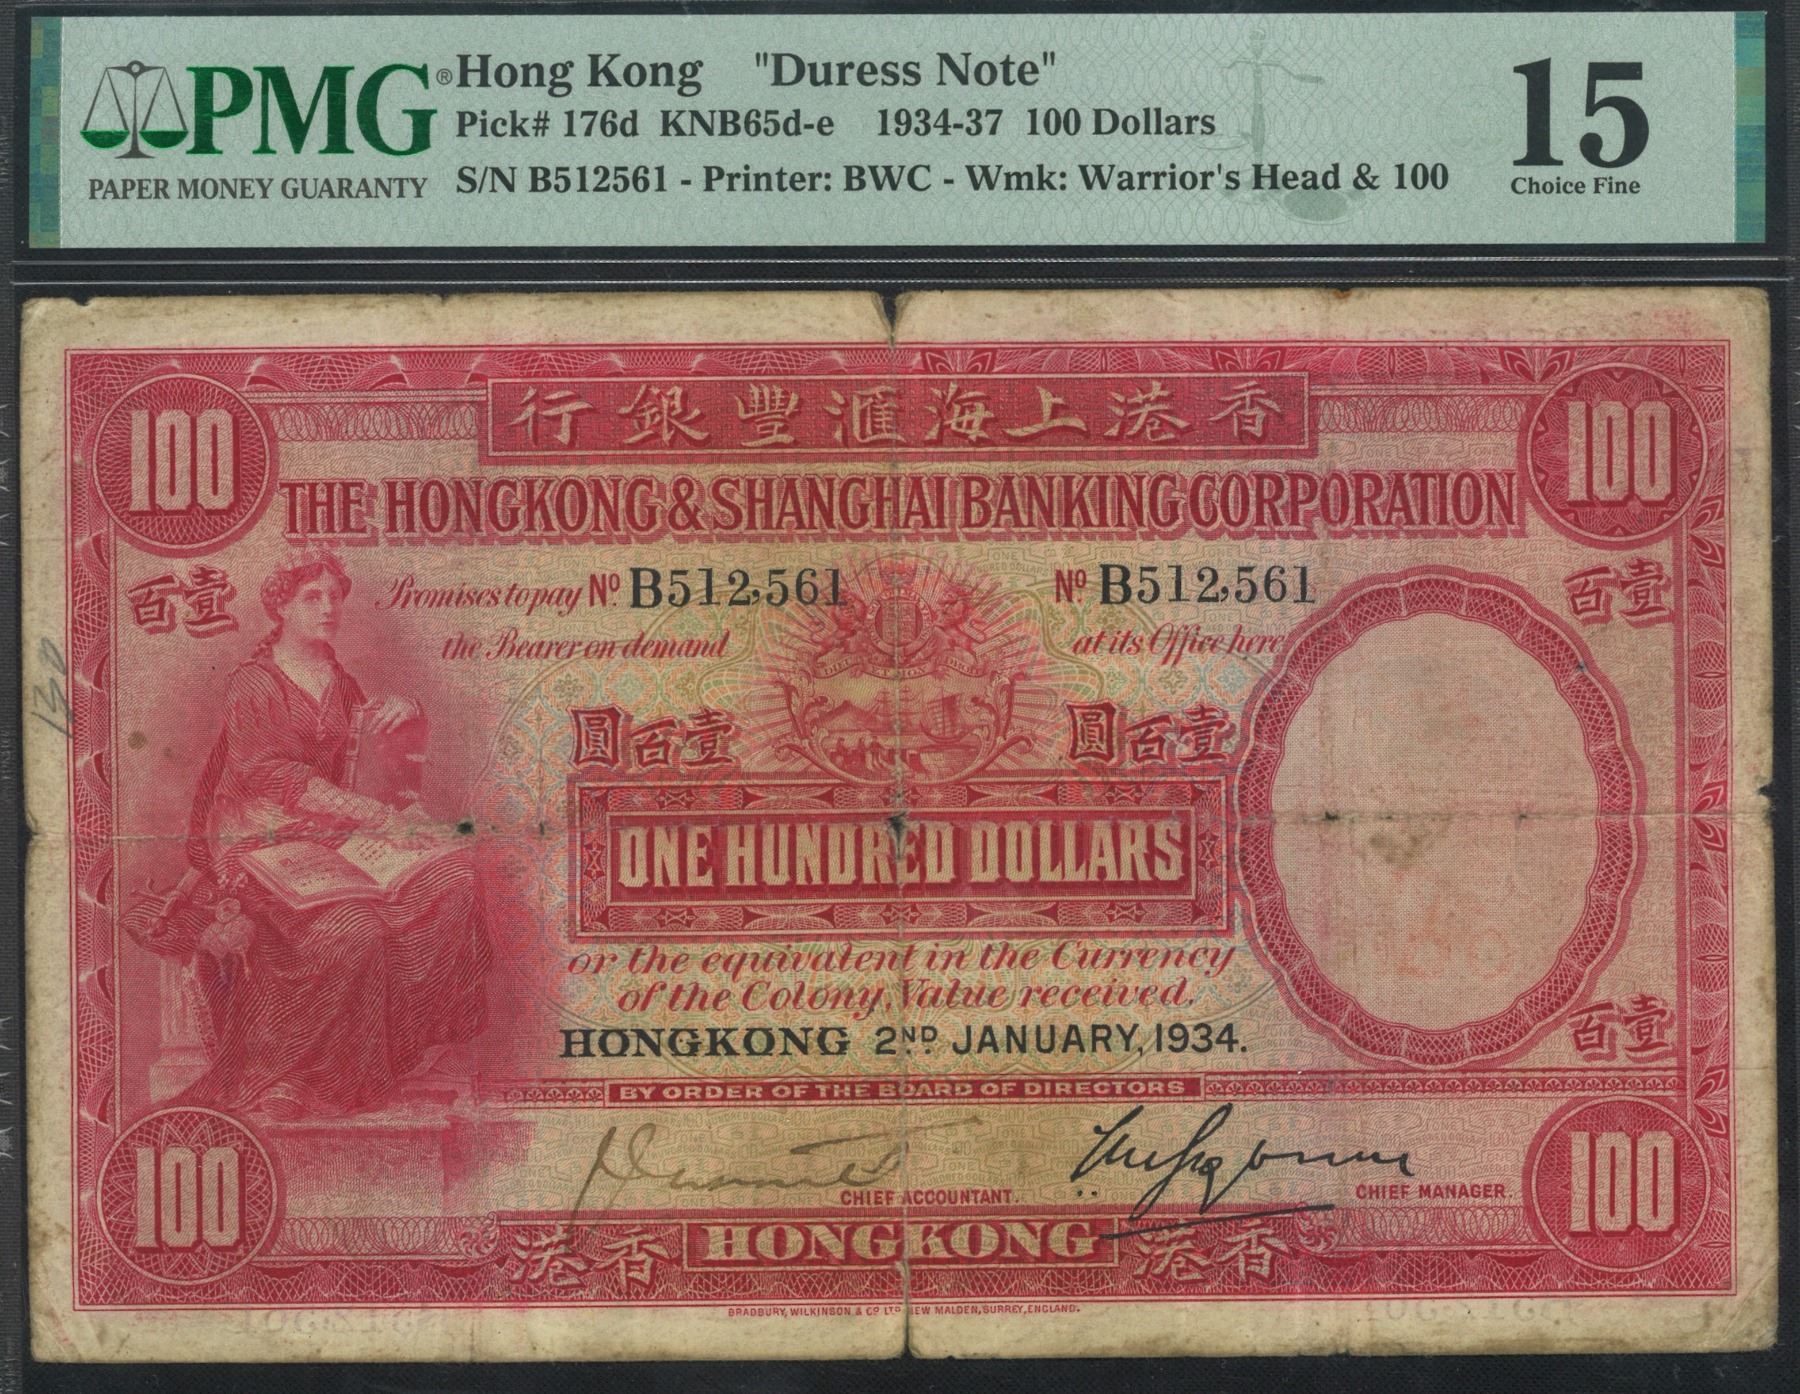 PMG®
PAPER MONEY GUARANTY
Hong Kong "Duress Note"
Pick# 176d KNB65d-e 1934-37 100 Dollars
S/N B512561 - Printer: BWC - Wmk: Warrior's Head & 100
15
Choice Fine
行銀豐滙海上港香
100
100
THE HONGKONG & SHANGHAI BANKING CORPORATION
百壹
百壹
Promises to pay No. B512,561
No. B512,561
the Bearer on demand
at its Office here
130
圓百壹
圓百壹
ONE HUNDRED DOLLARS
or the equivalent in the Currency
of the Colony, Value received.
百壹
HONGKONG 2ND JANUARY, 1934.
BY ORDER OF THE BOARD OF DIRECTORS
CHIEF ACCOUNTANT.
CHIEF MANAGER.
100
100
港香 HONGKONG 港香
BRADBURY, WILKINSON & CO LTD NEW MALDEN, SURREY, ENGLAND.